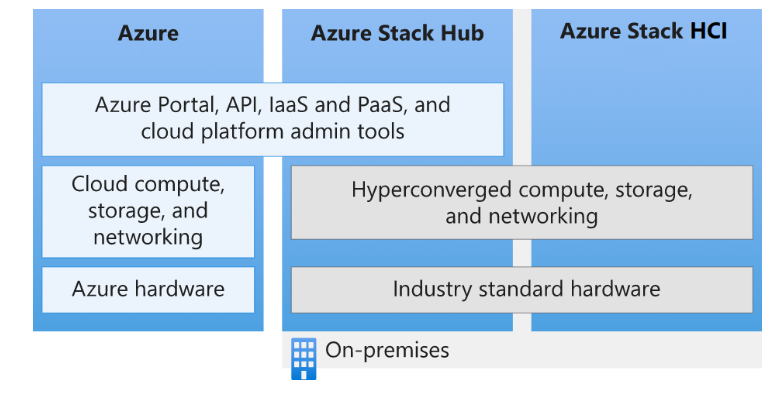 Azure
Azure Stack Hub
Azure Stack HCI
Azure Portal, API, IaaS and PaaS, and
cloud platform admin tools
Cloud compute,
storage, and
networking
Hyperconverged compute, storage,
and networking
Azure hardware
Industry standard hardware
On-premises